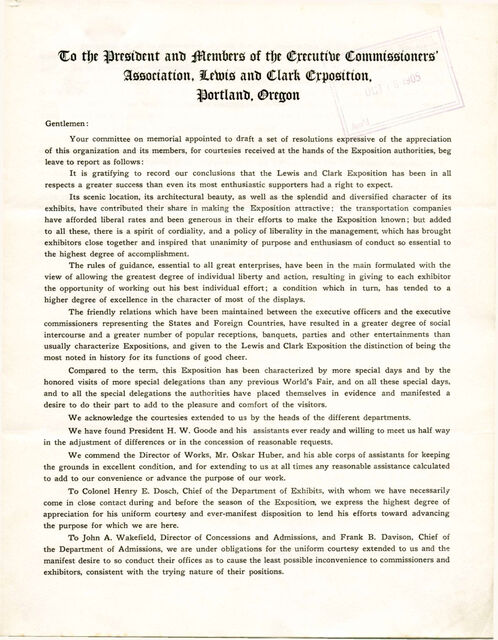 To the President and Members of the Executive Commissioners'
Association, Lewis and Clark Exposition,
Portland, Oregon
OCT 1905
Gentlemen:
Your committee on memorial appointed to draft a set of resolutions expressive of the appreciation
of this organization and its members, for courtesies received at the hands of the Exposition authorities, beg
leave to report as follows:
It is gratifying to record our conclusions that the Lewis and Clark Exposition has been in all
respects a greater success than even its most enthusiastic supporters had a right to expect.
Its scenic location, its architectural beauty, as well as the splendid and diversified character of its
exhibits, have contributed their share in making the Exposition attractive: the transportation companies
have afforded liberal rates and been generous in their efforts to make the Exposition known; but added
to all these, there is a spirit of cordiality, and a policy of liberality in the management, which has brought
exhibitors close together and inspired that unanimity of purpose and enthusiasm of conduct so essential to
the highest degree of accomplishment.
The rules of guidance, essential to all great enterprises, have been in the main formulated with the
view of allowing the greatest degree of individual liberty and action, resulting in giving to each exhibitor
the opportunity of working out his best individual effort; a condition which in turn, has tended to a
higher degree of excellence in the character of most of the displays.
The friendly relations which have been maintained between the executive officers and the executive
commissioners representing the States and Foreign Countries, have resulted in a greater degree of social
intercourse and a greater number of popular receptions, banquets, parties and other entertainments than
usually characterize Expositions, and given to the Lewis and Clark Exposition the distinction of being the
most noted in history for its functions of good cheer.
Compared to the term, this Exposition has been characterized by more special days and by the
honored visits of more special delegations than any previous World's Fair, and on all these special days,
and to all the special delegations the authorities have placed themselves in evidence and manifested a
desire to do their part to add to the pleasure and comfort of the visitors.
We acknowledge the courtesies extended to us by the heads of the different departments.
We have found President H. W. Goode and his assistants ever ready and willing to meet us half way
in the adjustment of differences or in the concession of reasonable requests.
We commend the Director of Works, Mr. Oskar Huber, and his able corps of assistants for keeping
the grounds in excellent condition, and for extending to us at all times any reasonable assistance calculated
to add to our convenience or advance the purpose of our work.
To Colonel Henry E. Dosch, Chief of the Department of Exhibits, with whom we have necessarily
come in close contact during and before the season of the Exposition, we express the highest degree of
appreciation for his uniform courtesy and ever-manifest disposition to lend his efforts toward advancing
the purpose for which we are here.
To John A. Wakefield, Director of Concessions and Admissions, and Frank B. Davison, Chief of
the Department of Admissions, we are under obligations for the uniform courtesy extended to us and the
manifest desire to so conduct their offices as to cause the least possible inconvenience to commissioners and
exhibitors, consistent with the trying nature of their positions.